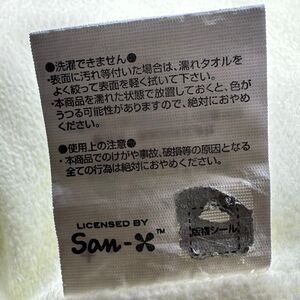 ●洗濯できません●
・表面に汚れ等付いた場合は、濡れタオルを
よく絞って表面を軽く拭いて下さい。
・本商品を濡れた状態で放置しておくと、色が
うつる可能性がありますので、絶対におやめ
ください。
●使用上の注意●
・本商品でのけがや事故、破損等の原因となる
全ての行為は絶対におやめください。
LICENSED BY
San-X™
版権シール